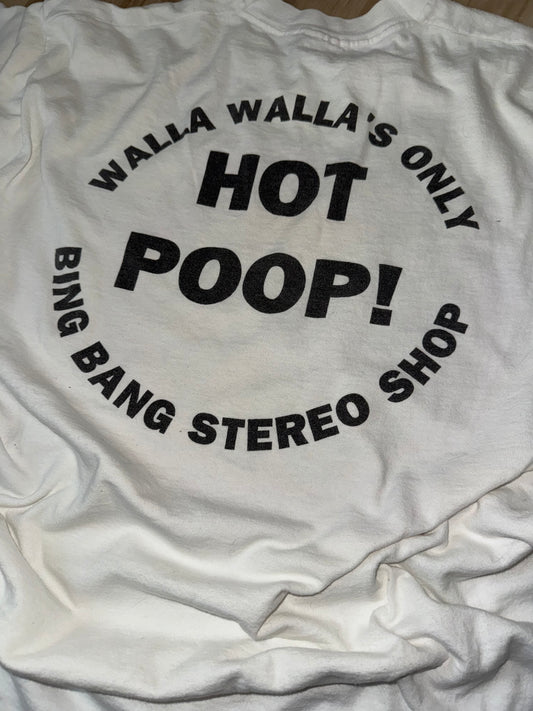 WALLA WALLA'S ONLY
HOT
POOP!
BING BANG STEREO SHOP